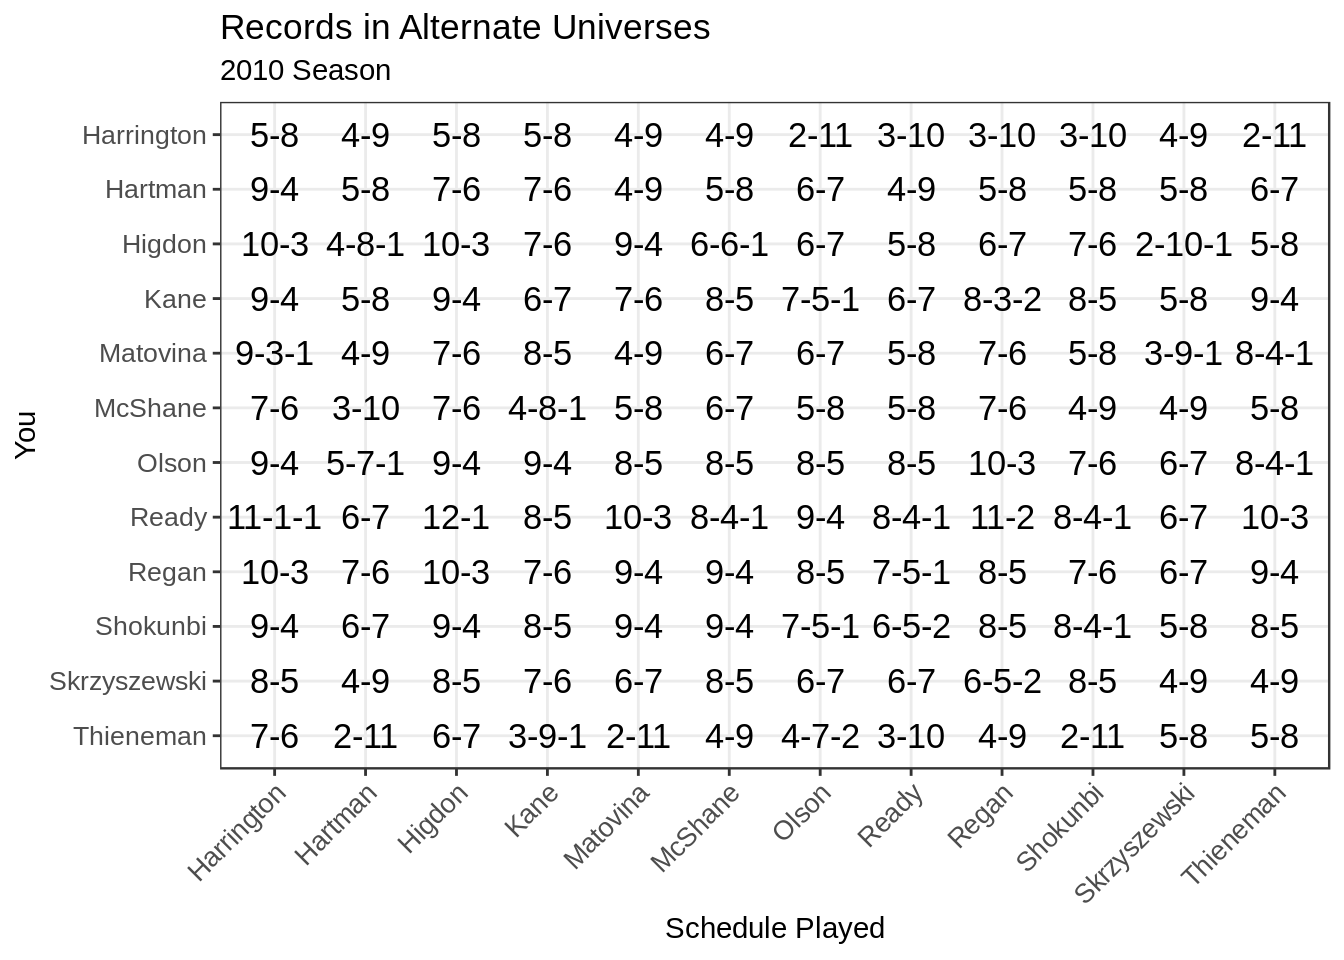 Records in Alternate Universes
2010 Season
Harrington 5-8 4-9 5-8 5-8 4-9 4-9 2-11 3-10 3-10 3-10 4-9 2-11
Hartman 9-4 5-8 7-6 7-6 4-9 5-8 6-7 4-9 5-8 5-8 5-8 6-7
Higdon 10-3 4-8-1 10-3 7-6 9-4 6-6-1 6-7 5-8 6-7 7-6 2-10-1 5-8
Kane 9-4 5-8 9-4 6-7 7-6 8-5 7-5-1 6-7 8-3-2 8-5 5-8 9-4
Matovina 9-3-1 4-9 7-6 8-5 4-9 6-7 6-7 5-8 7-6 5-8 3-9-1 8-4-1
McShane 7-6 3-10 7-6 4-8-1 5-8 6-7 5-8 5-8 7-6 4-9 4-9 5-8
You
Olson 9-4 5-7-1 9-4 9-4 8-5 8-5 8-5 8-5 10-3 7-6 6-7 8-4-1
Ready 11-1-1 6-7 12-1 8-5 10-3 8-4-1 9-4 8-4-1 11-2 8-4-1 6-7 10-3
Regan 10-3 7-6 10-3 7-6 9-4 9-4 8-5 7-5-1 8-5 7-6 6-7 9-4
Shokunbi 9-4 6-7 9-4 8-5 9-4 9-4 7-5-1 6-5-2 8-5 8-4-1 5-8 8-5
Skrzyszewski 8-5 4-9 8-5 7-6 6-7 8-5 6-7 6-7 6-5-2 8-5 4-9 4-9
Thieneman 7-6 2-11 6-7 3-9-1 2-11 4-9 4-7-2 3-10 4-9 2-11 5-8 5-8
Harrington Hartman Higdon Kane Matovina McShane Olson Ready Regan Shokunbi Skrzyszewski Thieneman
Schedule Played